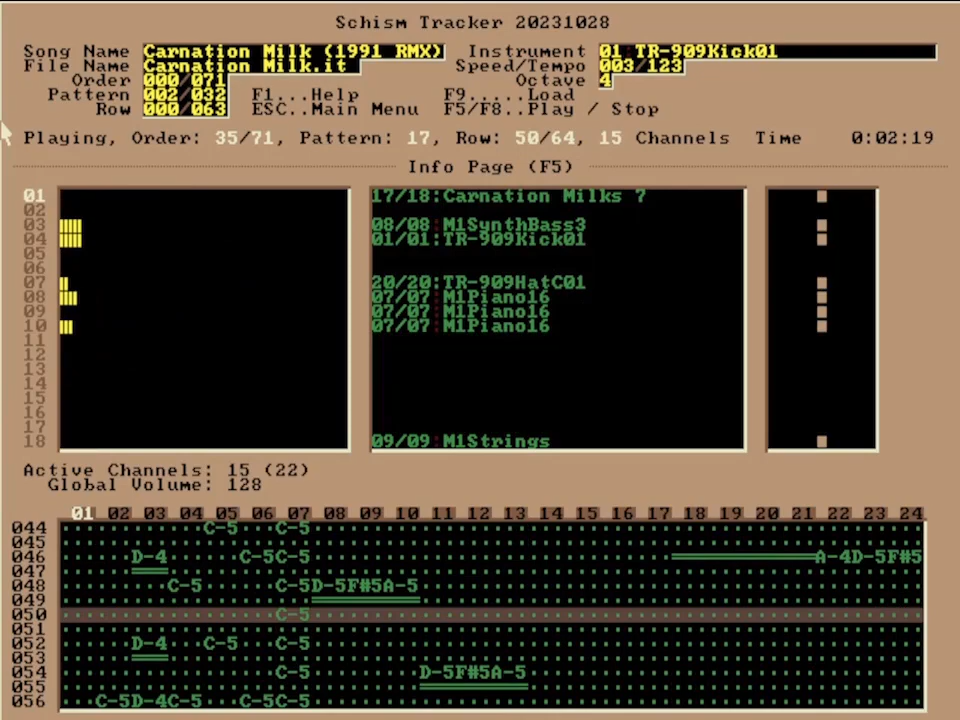 Schism Tracker 20231028
Song Name Carnation Milk (1991 RMX) Instrument 01 TR-909Kick01
File Name Carnation Milk.it Speed/Tempo 003/123
Order 000/071 Octave 4
Pattern 002/032 F1...Help F9.....Load
Row 000/063 ESC..Main Menu F5/F8..Play / Stop
Playing, Order: 35/71, Pattern: 17, Row: 50/64, 15 Channels Time 0:02:19
Info Page (F5)
01 17/18:Carnation Milks 7
02
03 08/08:M1SynthBass3
04 01/01:TR-909Kick01
05
06
07 20/20:TR-909HatC01
08 07/07:M1Piano16
09 07/07:M1Piano16
10 07/07:M1Piano16
11
12
13
14
15
16
17
18 09/09:M1Strings
Active Channels: 15 (22)
Global Volume: 128
01 02 03 04 05 06 07 08 09 10 11 12 13 14 15 16 17 18 19 20 21 22 23 24
044 C-5 C-5
045
046 D-4 C-5C-5 A-4D-5F#5
047
048 C-5 C-5D-5F#5A-5
049
050 C-5
051
052 D-4 C-5 C-5
053
054 C-5 D-5F#5A-5
055
056 C-5D-4C-5 C-5C-5